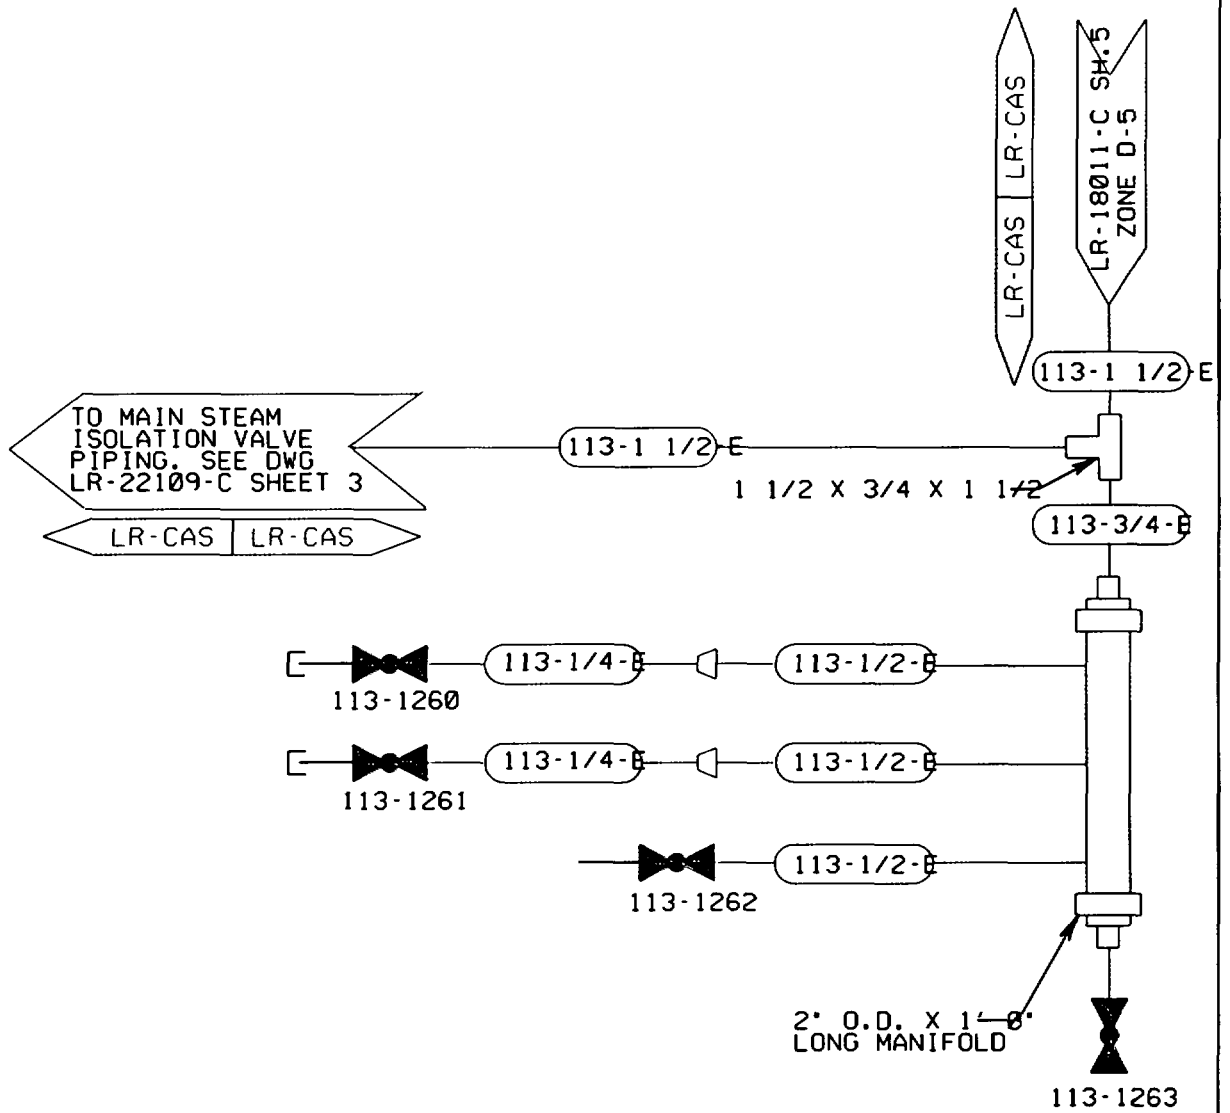 LR-CAS
LR-CAS
LR-18011-C SH.5
ZONE D-5
113-1 1/2-E
TO MAIN STEAM
ISOLATION VALVE
PIPING. SEE DWG
LR-22109-C SHEET 3
113-1 1/2-E
1 1/2 X 3/4 X 1 1/2
LR-CAS
LR-CAS
113-3/4-E
113-1/4-E
113-1/2-E
113-1260
113-1/4-E
113-1/2-E
113-1261
113-1/2-E
113-1262
2" O.D. X 1'-0"
LONG MANIFOLD
113-1263